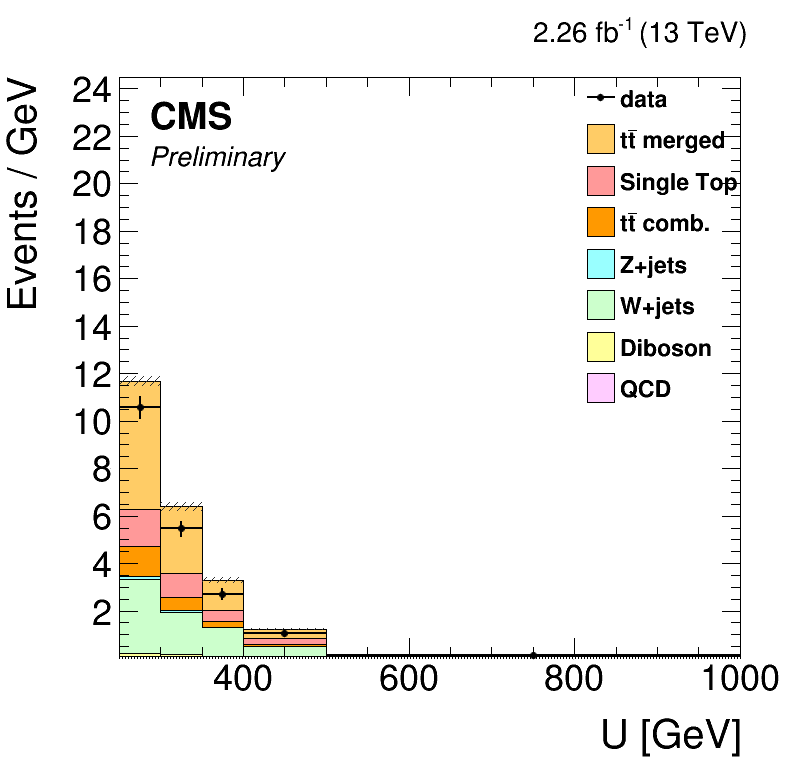 2.26 fb⁻¹ (13 TeV)
Events / GeV
24
22
20
18
16
14
12
10
8
6
4
2
CMS
Preliminary
data
tt̄ merged
Single Top
tt̄ comb.
Z+jets
W+jets
Diboson
QCD
400 600 800 1000
U [GeV]